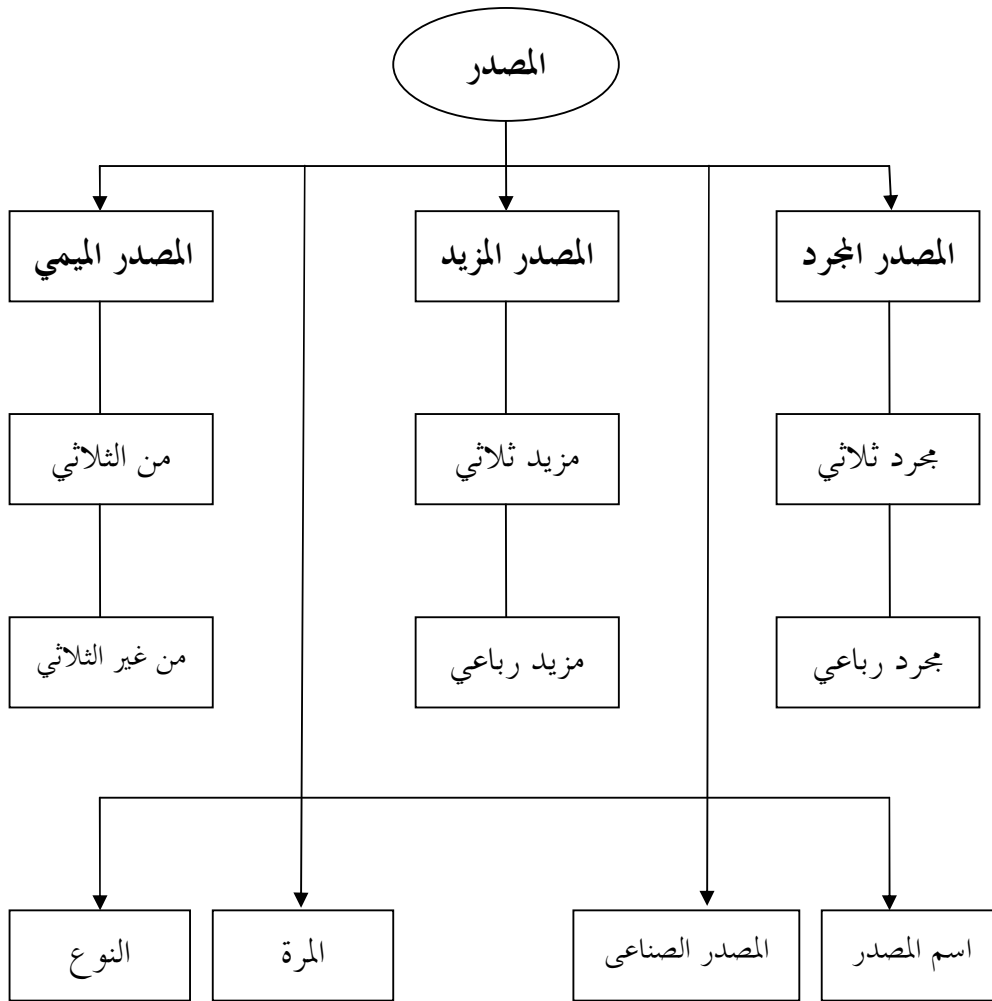 المصدر
المصدر المجرد
المصدر المزيد
المصدر الميمي
مجرد ثلاثي
مزيد ثلاثي
من الثلاثي
مجرد رباعي
مزيد رباعي
من غير الثلاثي
اسم المصدر
المصدر الصناعى
المرة
النوع